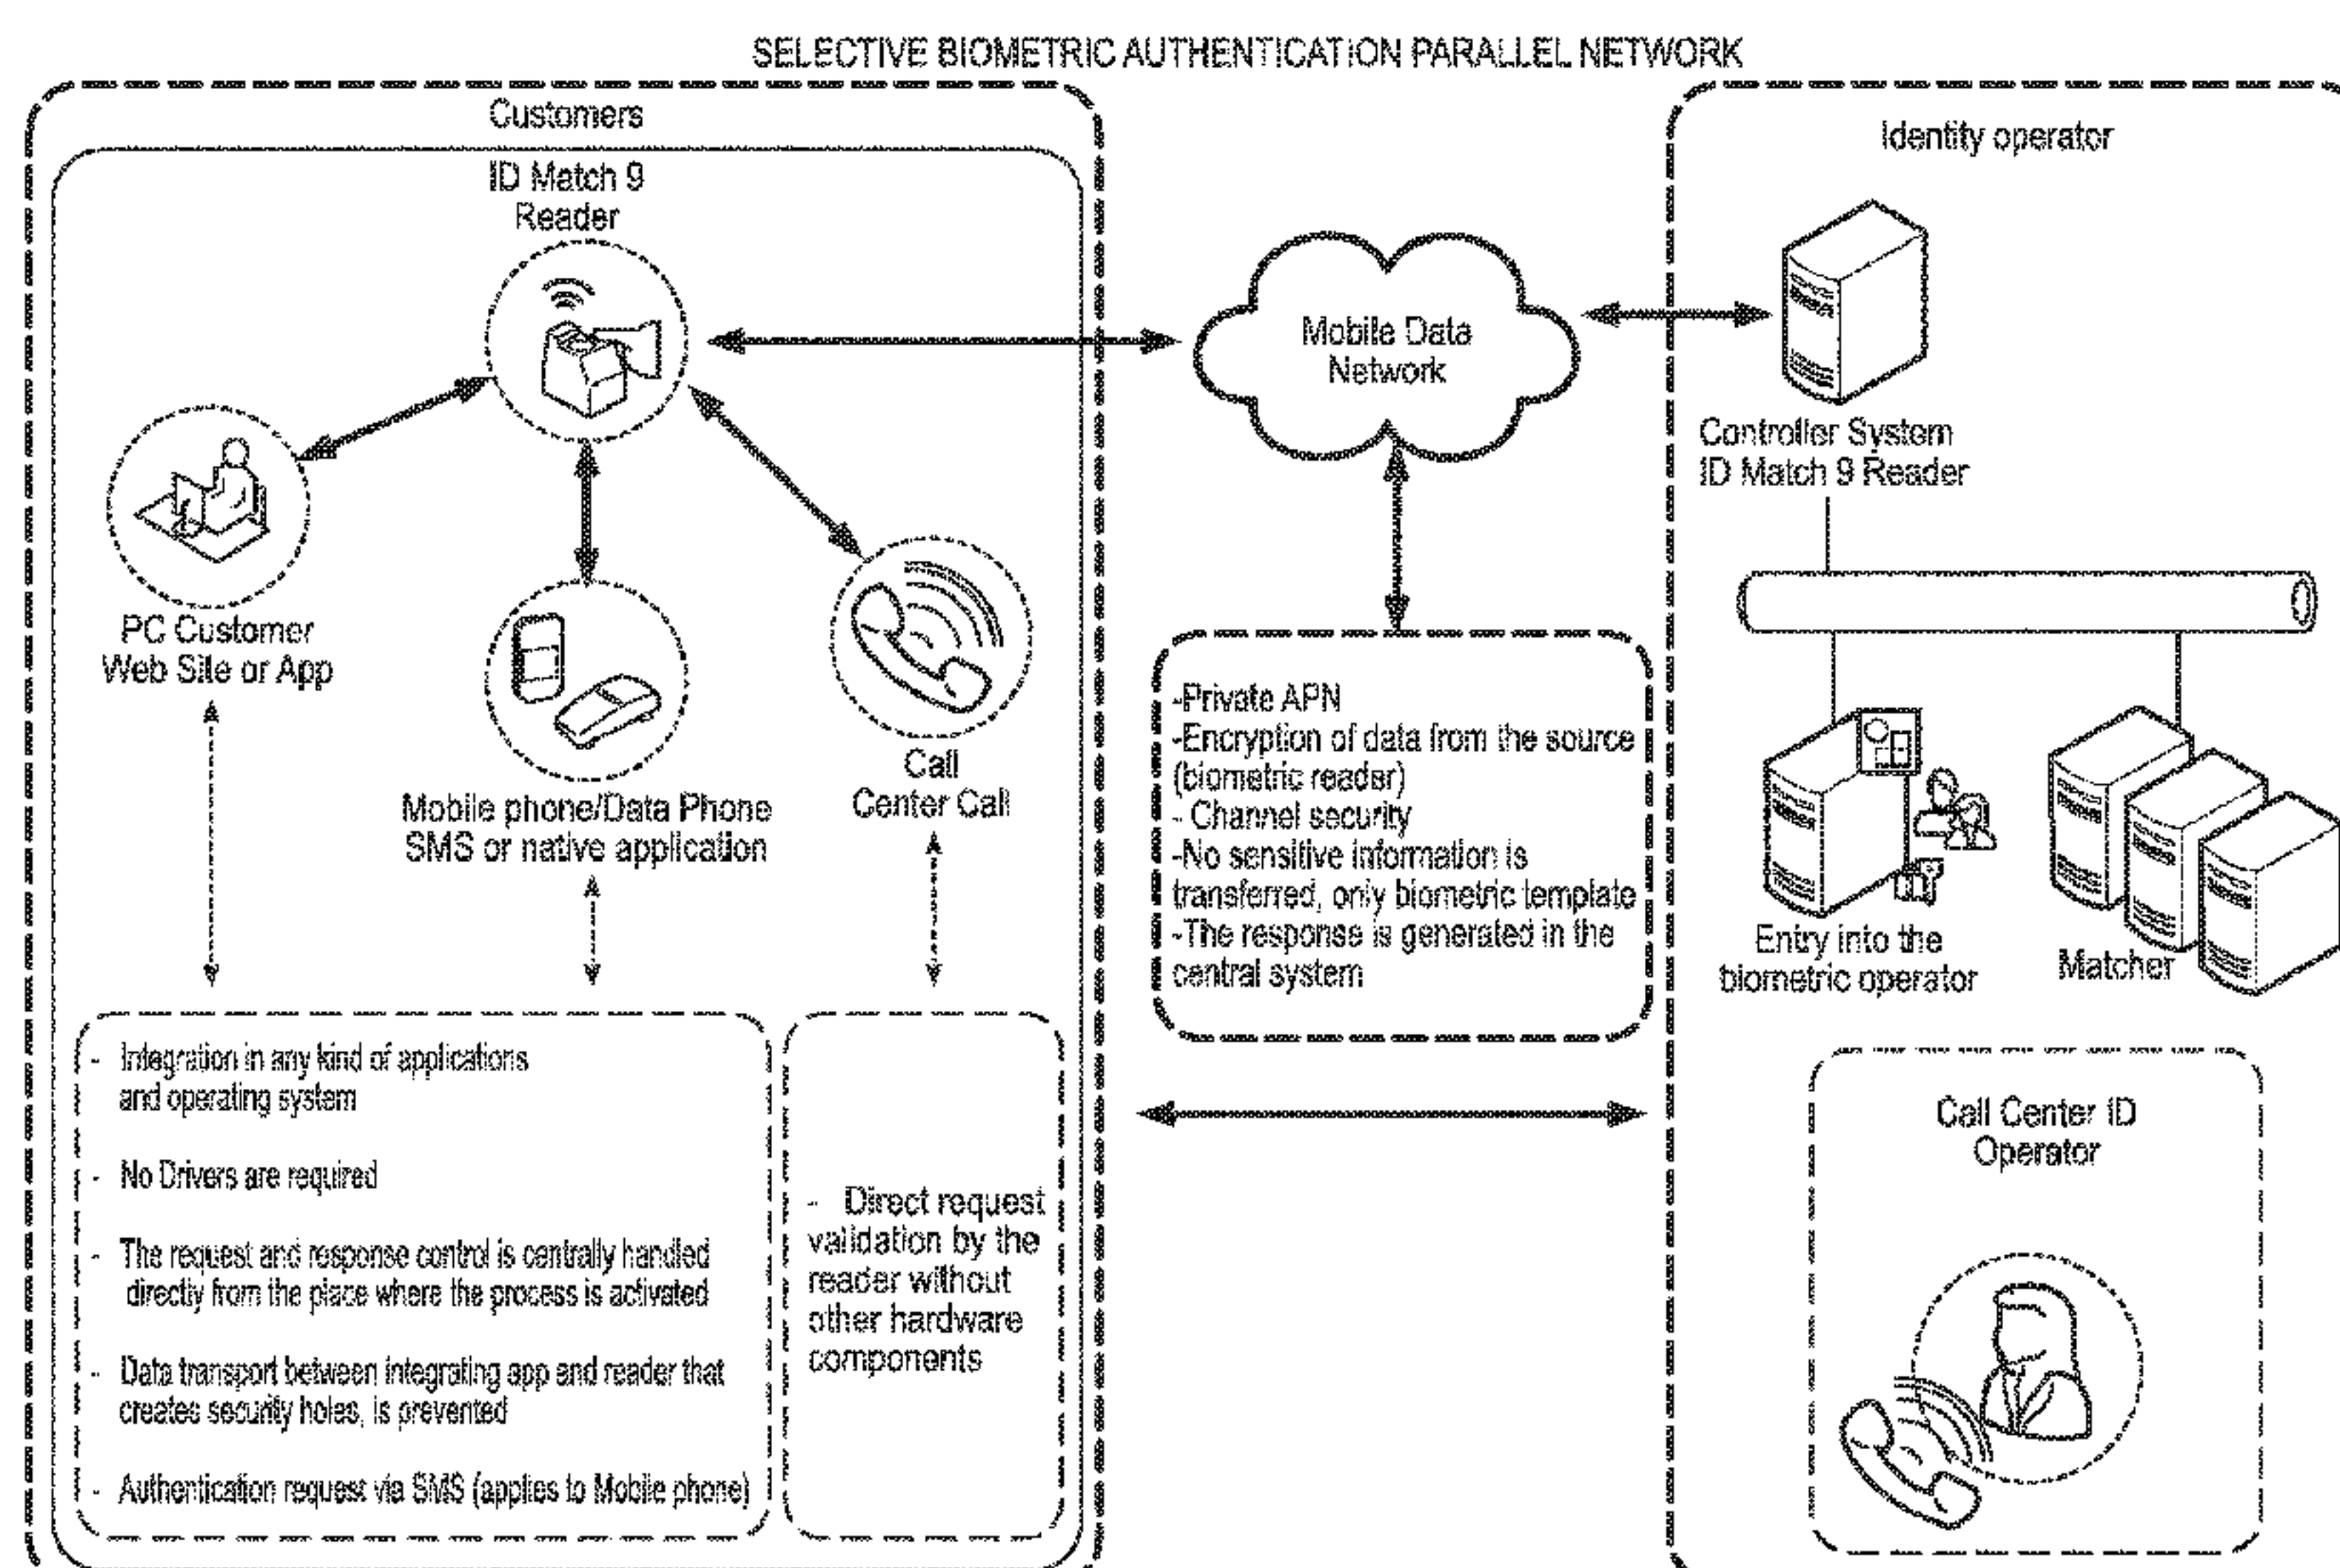 SELECTIVE BIOMETRIC AUTHENTICATION PARALLEL NETWORK
Customers
ID Match 9
Reader
PC Customer
Web Site or App
Mobile phone/Data Phone
SMS or native application
Call
Center Call
- Integration in any kind of applications
and operating system
- No Drivers are required
- The request and response control is centrally handled
directly from the place where the process is activated
- Data transport between integrating app and reader that
creates security holes, is prevented
- Authentication request via SMS (applies to Mobile phone)
- Direct request
validation by the
reader without
other hardware
components
Mobile Data
Network
-Private APN
-Encryption of data from the source
(biometric reader)
- Channel security
-No sensitive information is
transferred, only biometric template
-The response is generated in the
central system
Identity operator
Controller System
ID Match 9 Reader
Entry into the
biometric operator
Matcher
Call Center ID
Operator